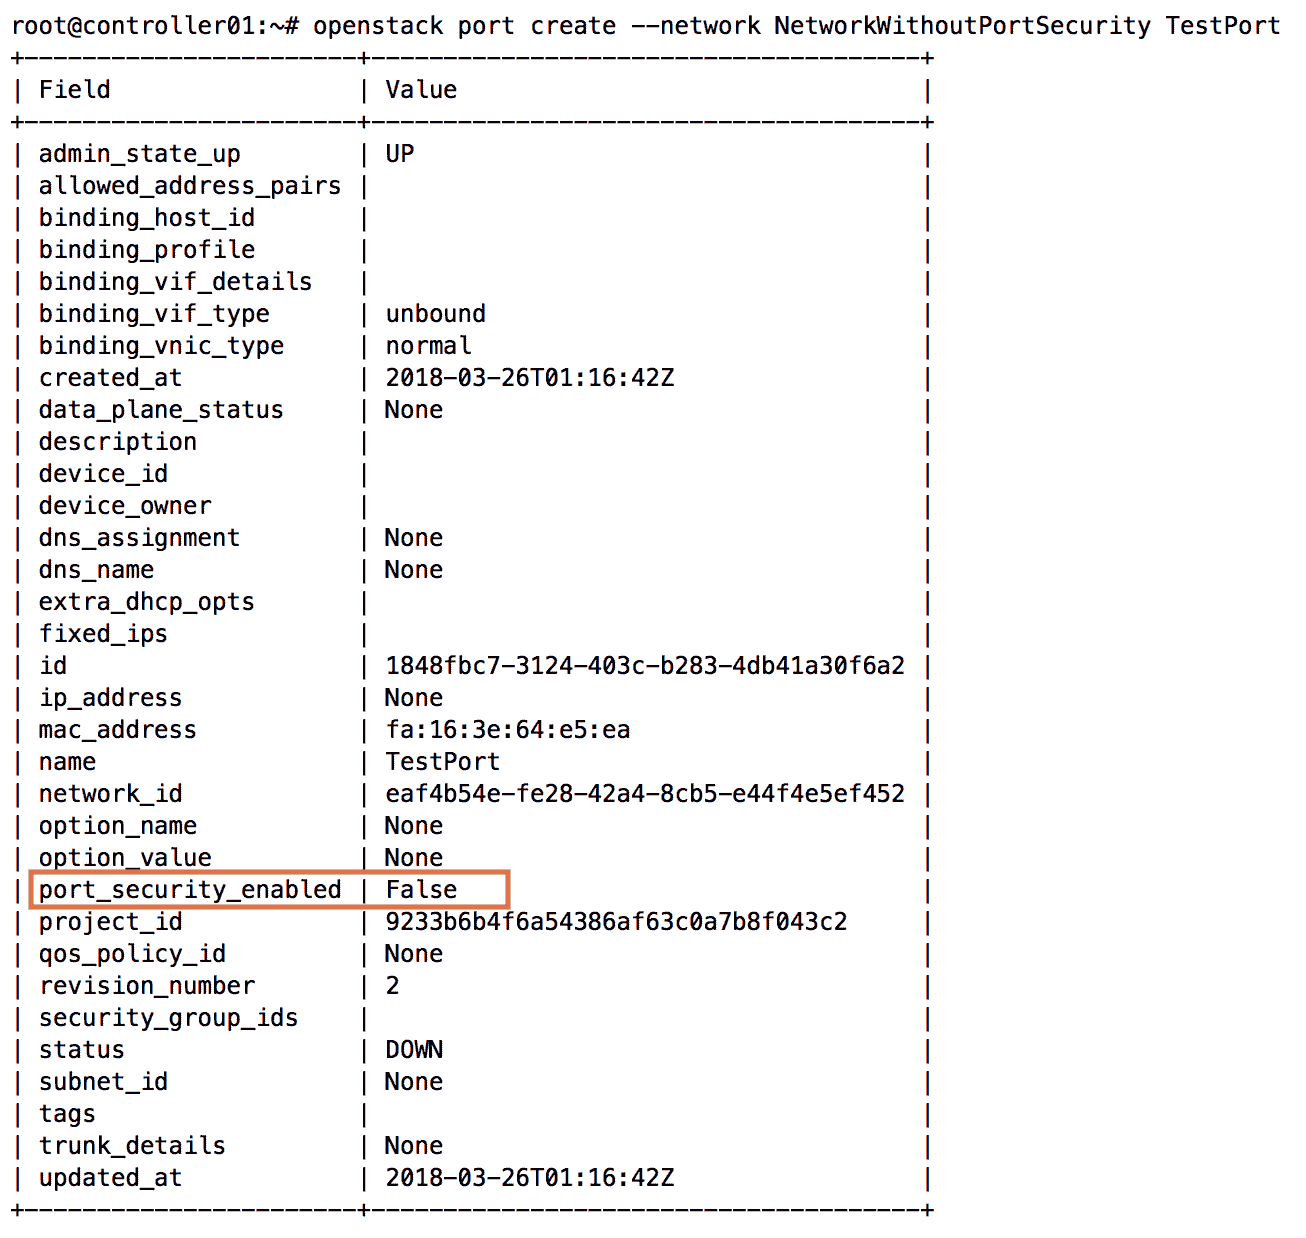 root@controller01:~# openstack port create --network NetworkWithoutPortSecurity TestPort
+-----------------------+--------------------------------------+
| Field                 | Value                                |
+-----------------------+--------------------------------------+
| admin_state_up        | UP                                   |
| allowed_address_pairs |                                      |
| binding_host_id       |                                      |
| binding_profile       |                                      |
| binding_vif_details   |                                      |
| binding_vif_type      | unbound                              |
| binding_vnic_type     | normal                               |
| created_at            | 2018-03-26T01:16:42Z                 |
| data_plane_status     | None                                 |
| description           |                                      |
| device_id             |                                      |
| device_owner          |                                      |
| dns_assignment        | None                                 |
| dns_name              | None                                 |
| extra_dhcp_opts       |                                      |
| fixed_ips             |                                      |
| id                    | 1848fbc7-3124-403c-b283-4db41a30f6a2 |
| ip_address            | None                                 |
| mac_address           | fa:16:3e:64:e5:ea                    |
| name                  | TestPort                             |
| network_id            | eaf4b54e-fe28-42a4-8cb5-e44f4e5ef452 |
| option_name           | None                                 |
| option_value          | None                                 |
| port_security_enabled | False                                |
| project_id            | 9233b6b4f6a54386af63c0a7b8f043c2     |
| qos_policy_id         | None                                 |
| revision_number       | 2                                    |
| security_group_ids    |                                      |
| status                | DOWN                                 |
| subnet_id             | None                                 |
| tags                  |                                      |
| trunk_details         | None                                 |
| updated_at            | 2018-03-26T01:16:42Z                 |
+-----------------------+--------------------------------------+